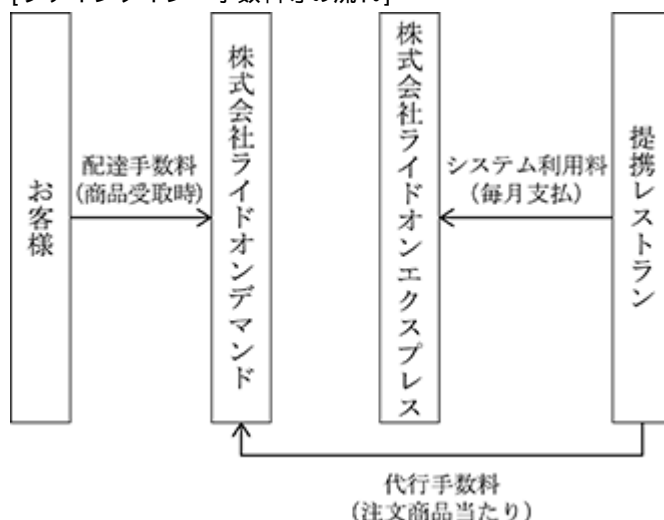 お客様
配達手数料
(商品受取時)
株式会社ライドオンデマンド
株式会社ライドオンエクスプレス
システム利用料
(毎月支払)
提携レストラン
代行手数料
(注文商品当たり)